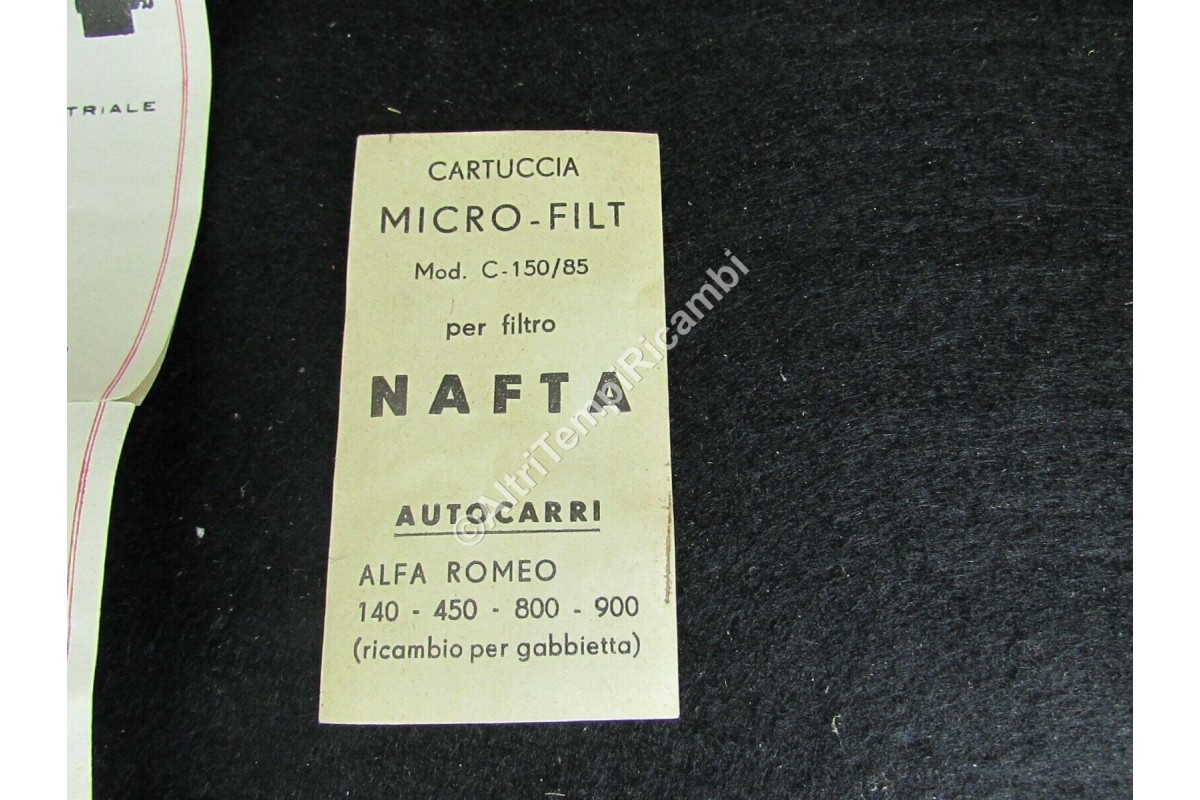 TRIALE
CARTUCCIA
MICRO-FILT
Mod. C-150/85
per filtro
NAFTA
AUTOCARRI
ALFA ROMEO
140 - 450 - 800 - 900
(ricambio per gabbietta)
©AltriTempiRicambi